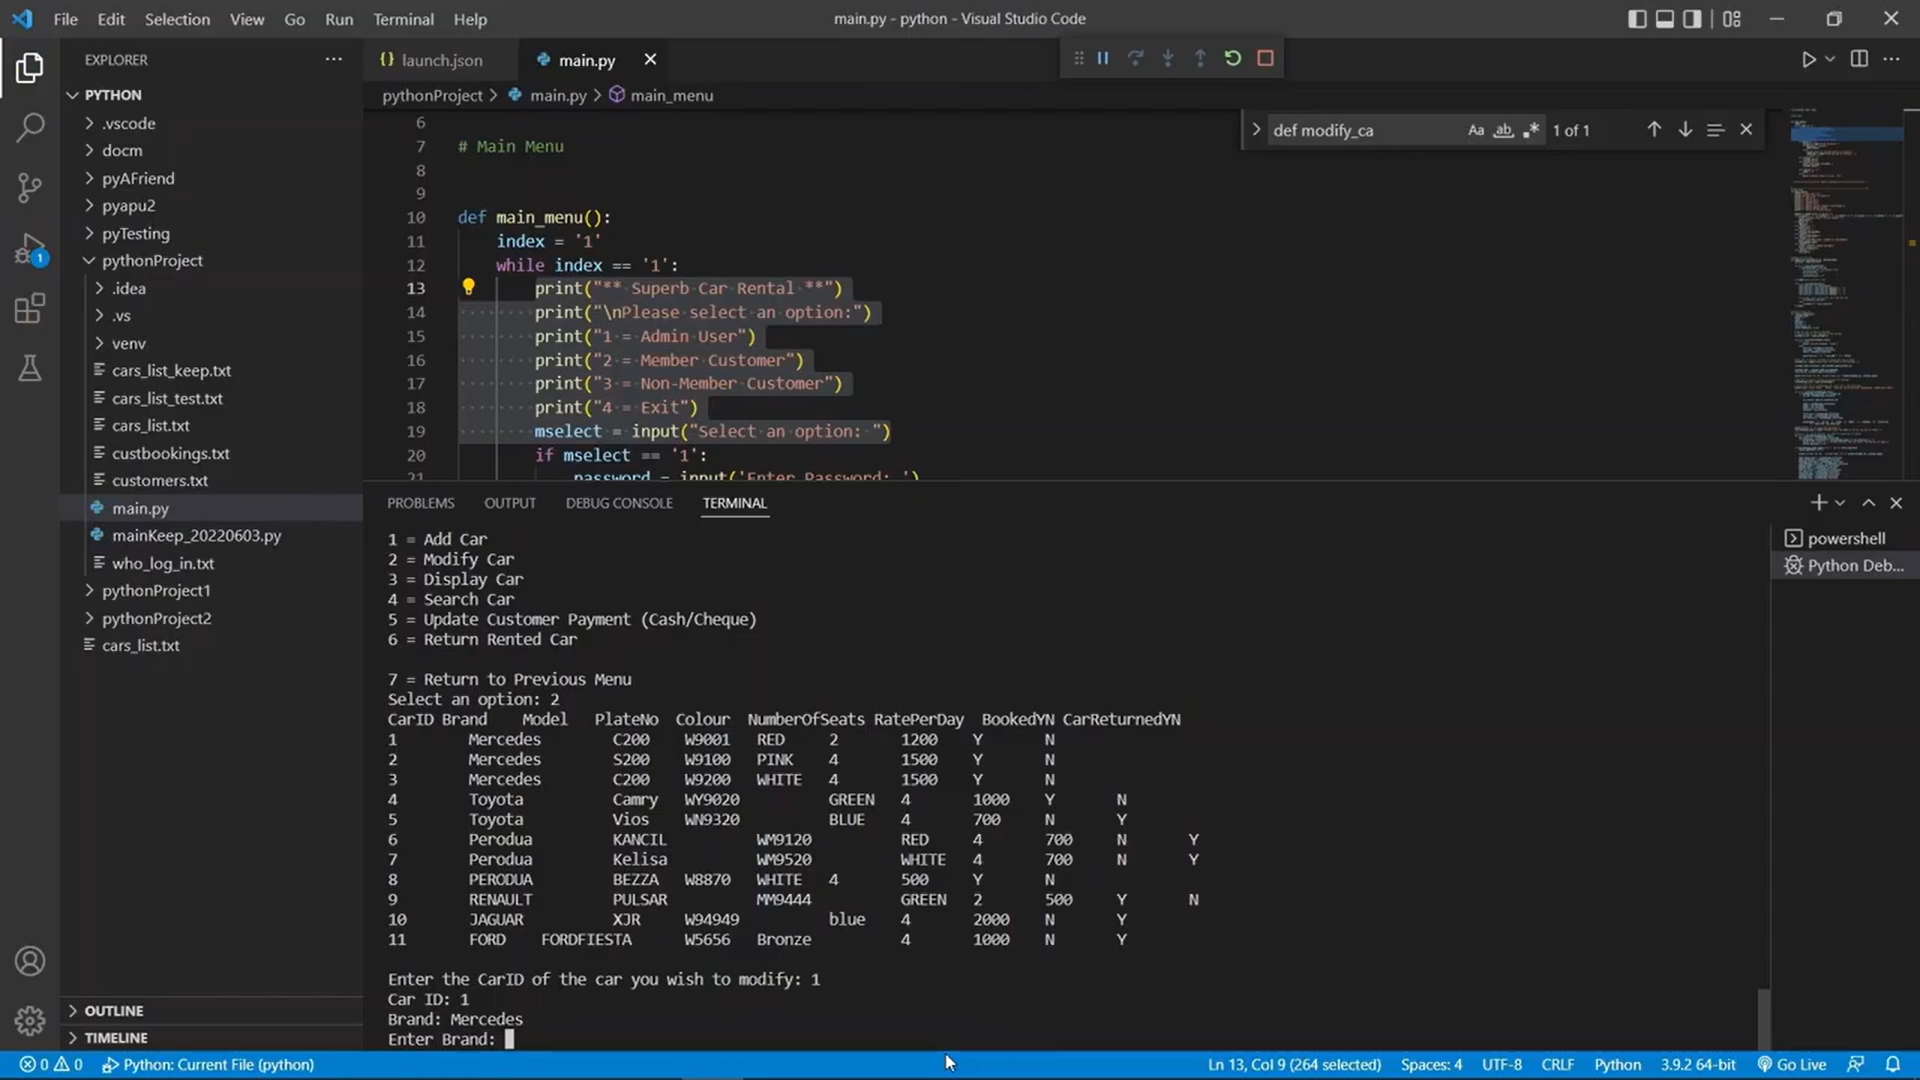 File Edit Selection View Go Run Terminal Help
main.py - python - Visual Studio Code
EXPLORER
PYTHON
.vscode
docm
pyAFriend
pyapu2
pyTesting
pythonProject
.idea
.vs
venv
cars_list_keep.txt
cars_list_test.txt
cars_list.txt
custbookings.txt
customers.txt
main.py
mainKeep_20220603.py
who_log_in.txt
pythonProject1
pythonProject2
cars_list.txt
OUTLINE
TIMELINE
1
{} launch.json
main.py
pythonProject > main.py > main_menu
def modify_ca Aa ab .* 1 of 1
6
7 # Main Menu
8
9
10 def main_menu():
11 index = '1'
12 while index == '1':
13 print("** Superb Car Rental **")
14 print("\nPlease select an option:")
15 print("1 = Admin User")
16 print("2 = Member Customer")
17 print("3 = Non-Member Customer")
18 print("4 = Exit")
19 mselect = input("Select an option: ")
20 if mselect == '1':
21 password = input('Enter Password: ')
PROBLEMS OUTPUT DEBUG CONSOLE TERMINAL
powershell
Python Deb...
1 = Add Car
2 = Modify Car
3 = Display Car
4 = Search Car
5 = Update Customer Payment (Cash/Cheque)
6 = Return Rented Car
7 = Return to Previous Menu
Select an option: 2
CarID Brand Model PlateNo Colour NumberOfSeats RatePerDay BookedYN CarReturnedYN
1 Mercedes C200 W9001 RED 2 1200 Y N
2 Mercedes S200 W9100 PINK 4 1500 Y N
3 Mercedes C200 W9200 WHITE 4 1500 Y N
4 Toyota Camry WY9020 GREEN 4 1000 Y N
5 Toyota Vios WN9320 BLUE 4 700 N Y
6 Perodua KANCIL WM9120 RED 4 700 N Y
7 Perodua Kelisa WM9520 WHITE 4 700 N Y
8 PERODUA BEZZA W8870 WHITE 4 500 Y N
9 RENAULT PULSAR MM9444 GREEN 2 500 Y N
10 JAGUAR XJR W94949 blue 4 2000 N Y
11 FORD FORDFIESTA W5656 Bronze 4 1000 N Y
Enter the CarID of the car you wish to modify: 1
Car ID: 1
Brand: Mercedes
Enter Brand:
0 0 Python: Current File (python)
Ln 13, Col 9 (264 selected) Spaces: 4 UTF-8 CRLF Python 3.9.2 64-bit Go Live